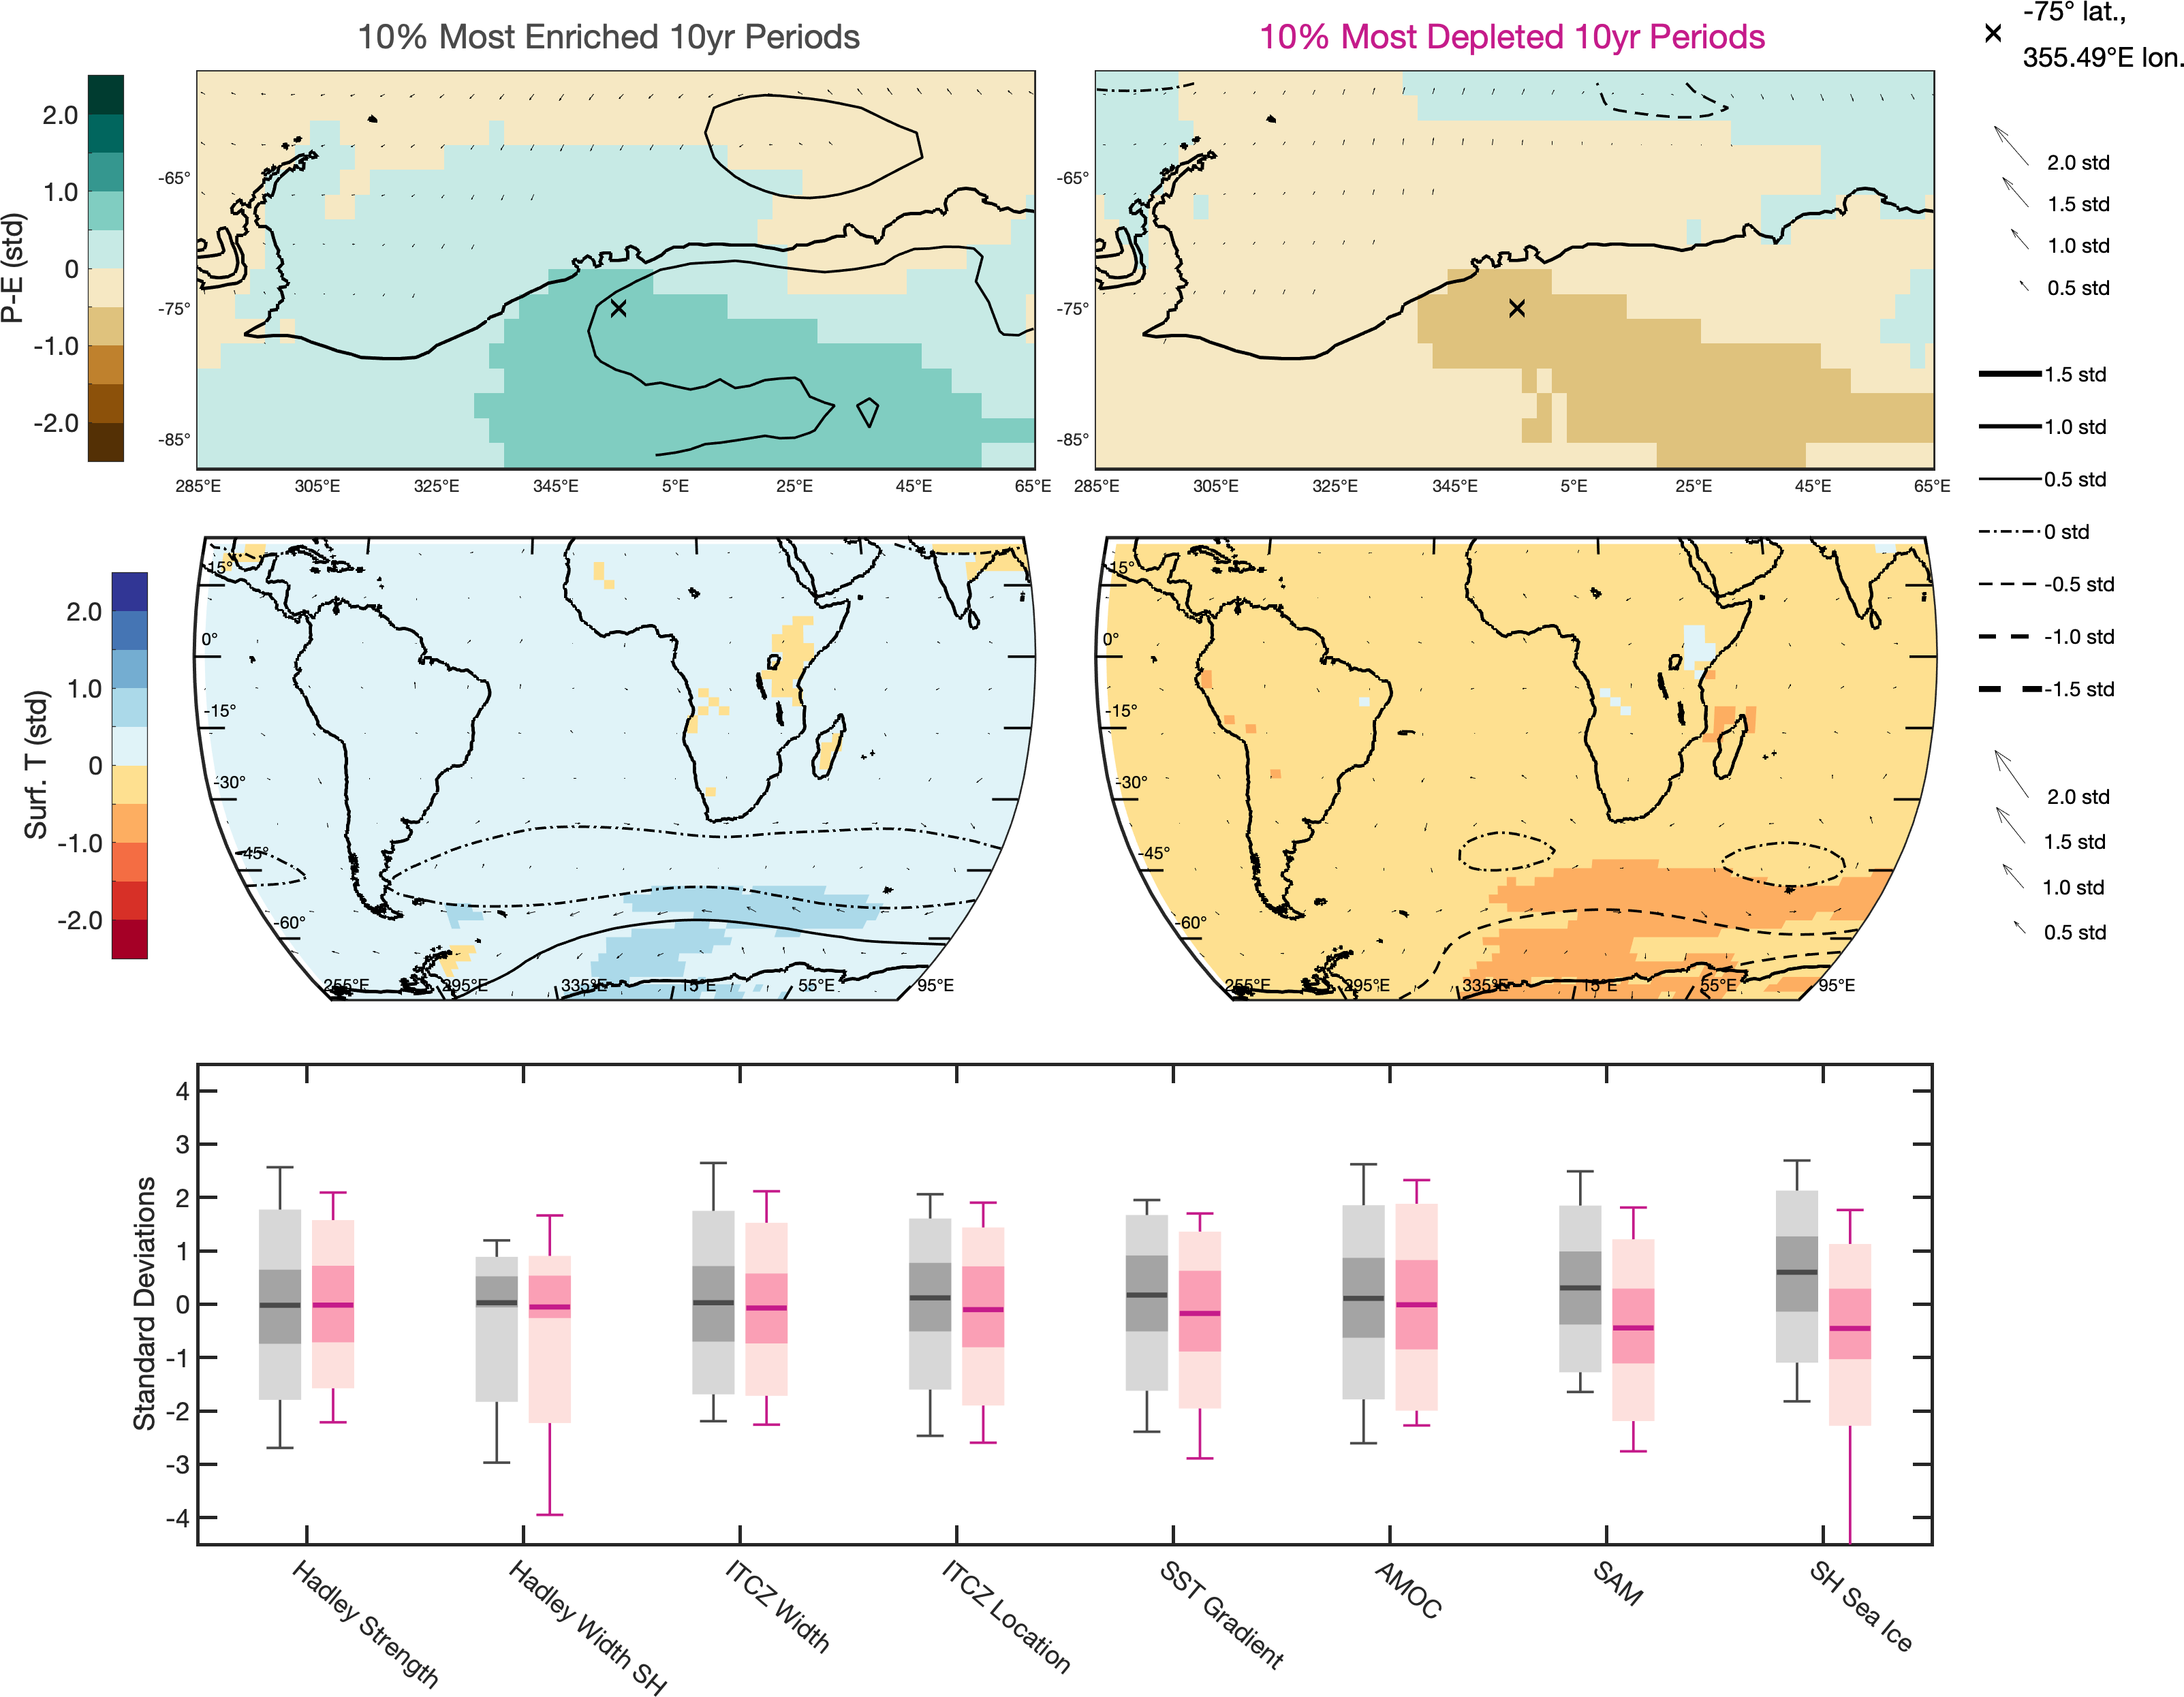 10% Most Enriched 10yr Periods
10% Most Depleted 10yr Periods
-75° lat.,
355.49°E lon.
P-E (std)
2.0
1.0
0
-1.0
-2.0
-65°
-75°
-85°
285°E 305°E 325°E 345°E 5°E 25°E 45°E 65°E
-65°
-75°
-85°
285°E 305°E 325°E 345°E 5°E 25°E 45°E 65°E
2.0 std
1.5 std
1.0 std
0.5 std
1.5 std
1.0 std
0.5 std
0 std
-0.5 std
-1.0 std
-1.5 std
Surf. T (std)
2.0
1.0
0
-1.0
-2.0
15°
0°
-15°
-30°
-45°
-60°
255°E 295°E 335°E 15°E 55°E 95°E
15°
0°
-15°
-30°
-45°
-60°
255°E 295°E 335°E 15°E 55°E 95°E
2.0 std
1.5 std
1.0 std
0.5 std
Standard Deviations
4
3
2
1
0
-1
-2
-3
-4
Hadley Strength
Hadley Width SH
ITCZ Width
ITCZ Location
SST Gradient
AMOC
SAM
SH Sea Ice